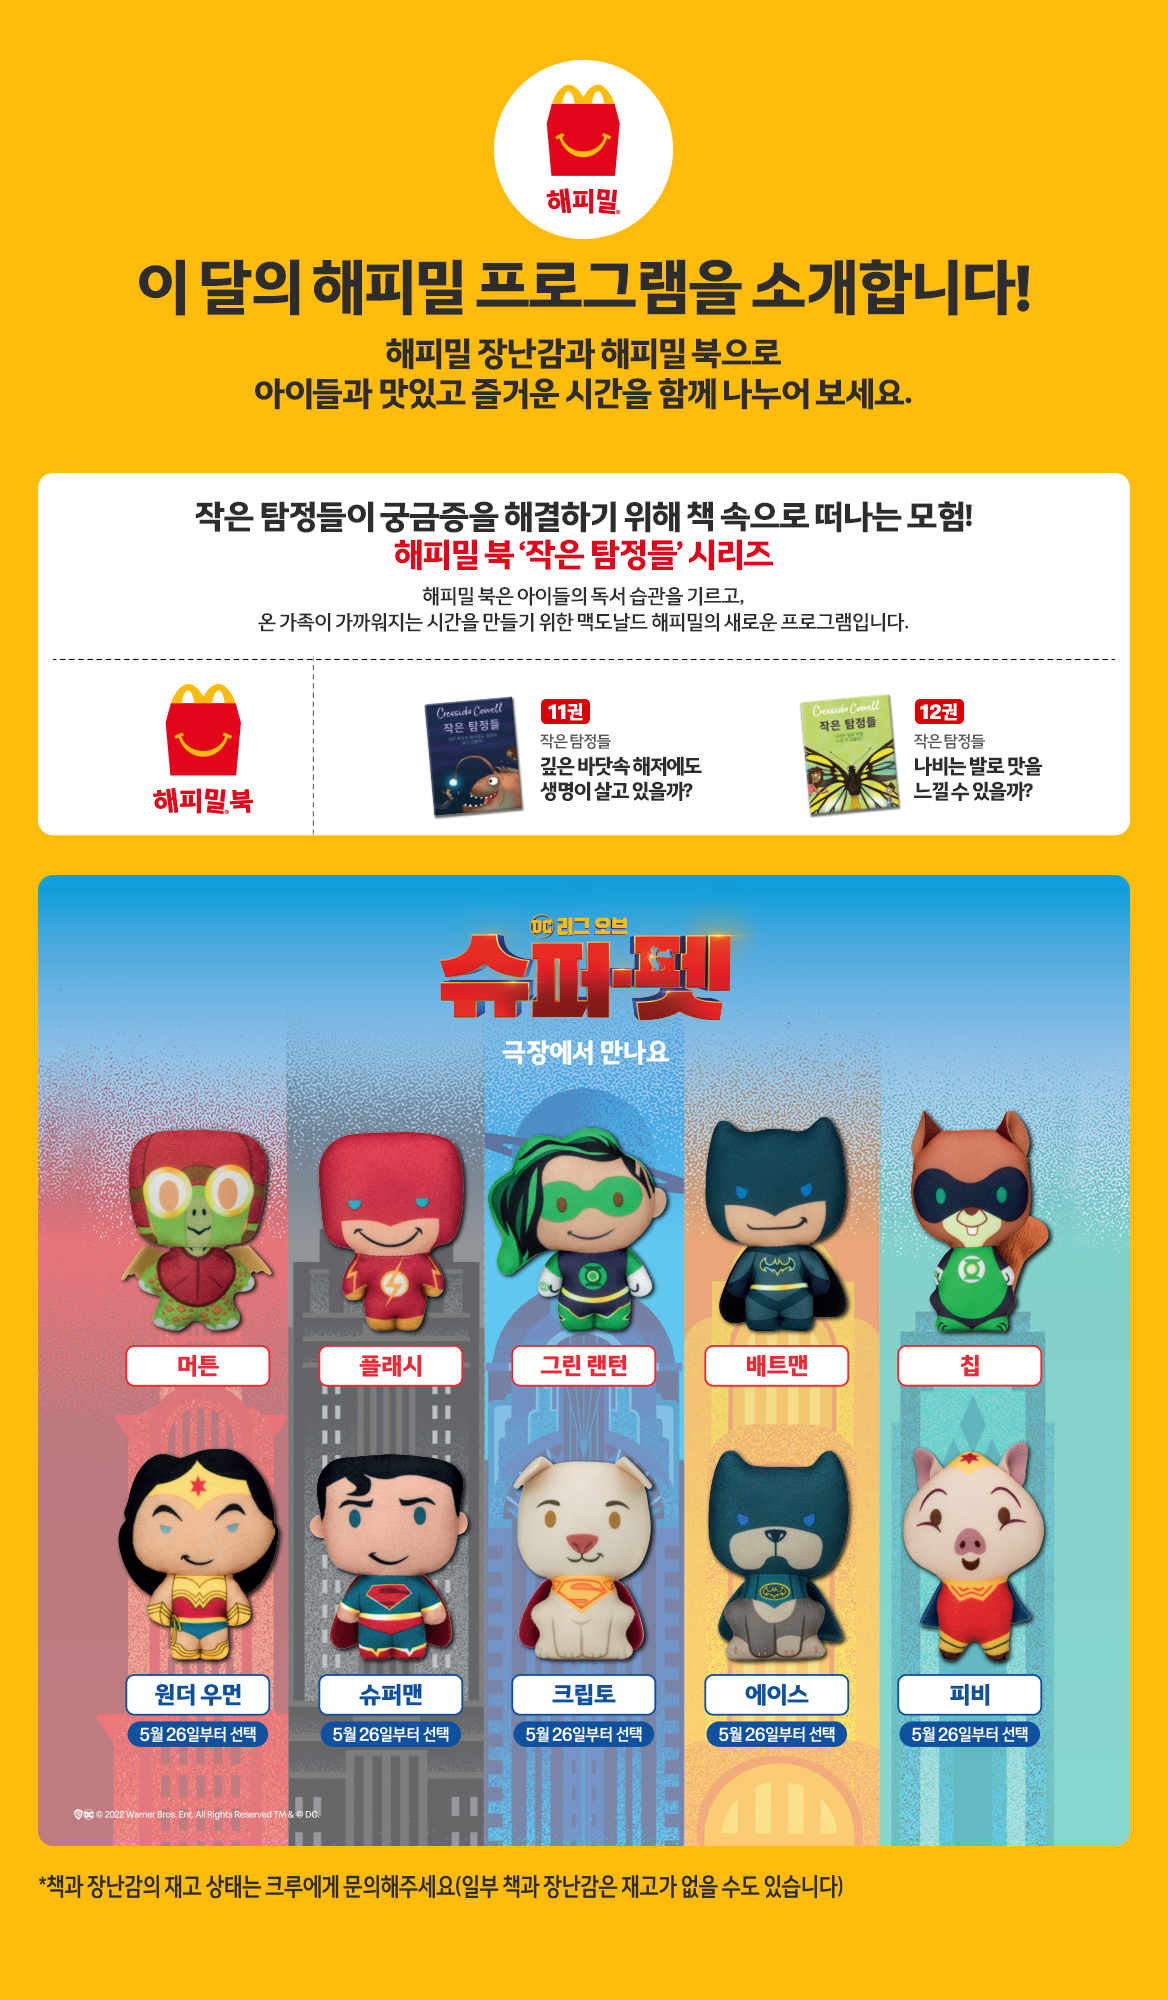 해피밀
이 달의 해피밀 프로그램을 소개합니다!
해피밀 장난감과 해피밀 북으로
아이들과 맛있고 즐거운 시간을 함께 나누어 보세요.
작은 탐정들이 궁금증을 해결하기 위해 책 속으로 떠나는 모험!
해피밀 북 ‘작은 탐정들’ 시리즈
해피밀 북은 아이들의 독서 습관을 기르고,
온 가족이 가까워지는 시간을 만들기 위한 맥도날드 해피밀의 새로운 프로그램입니다.
해피밀 북
Cressida Cowell
작은 탐정들
11권
작은 탐정들
깊은 바닷속 해저에도
생명이 살고 있을까?
Cressida Cowell
작은 탐정들
12권
작은 탐정들
나비는 발로 맛을
느낄 수 있을까?
DC 리그 오브
슈퍼-펫
극장에서 만나요
머튼
플래시
그린 랜턴
배트맨
칩
원더 우먼
슈퍼맨
크립토
에이스
피비
5월 26일부터 선택
5월 26일부터 선택
5월 26일부터 선택
5월 26일부터 선택
5월 26일부터 선택
© 2022 Warner Bros. Ent. All Rights Reserved TM & © DC.
*책과 장난감의 재고 상태는 크루에게 문의해주세요(일부 책과 장난감은 재고가 없을 수도 있습니다)